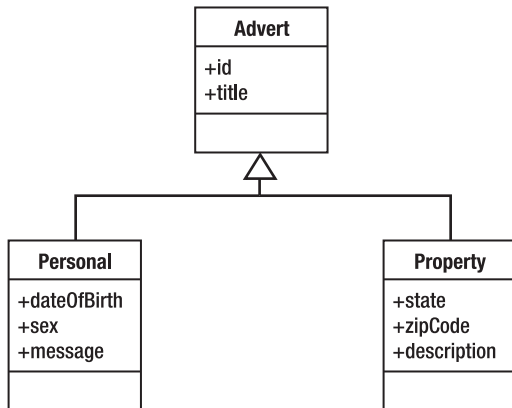 Advert
+id
+title
Personal
+dateOfBirth
+sex
+message
Property
+state
+zipCode
+description